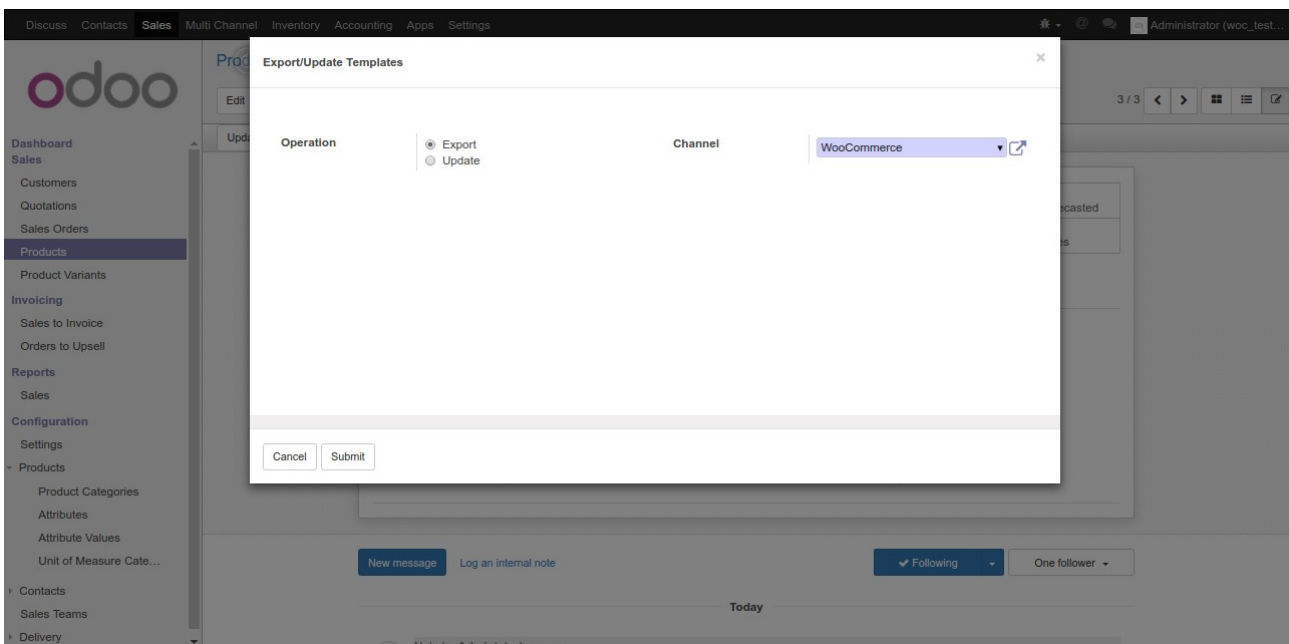 Discuss Contacts Sales Multi Channel Inventory Accounting Apps Settings @ Administrator (woc_test...
odoo
Export/Update Templates ×
Edit
3 / 3
Operation
Export
Update
Channel
WooCommerce
Dashboard
Sales
Customers
Quotations
Sales Orders
Products
Product Variants
Invoicing
Sales to Invoice
Orders to Upsell
Reports
Sales
Configuration
Settings
Products
Product Categories
Attributes
Attribute Values
Unit of Measure Cate...
Contacts
Sales Teams
Delivery
Cancel Submit
New message Log an internal note Following One follower
Today